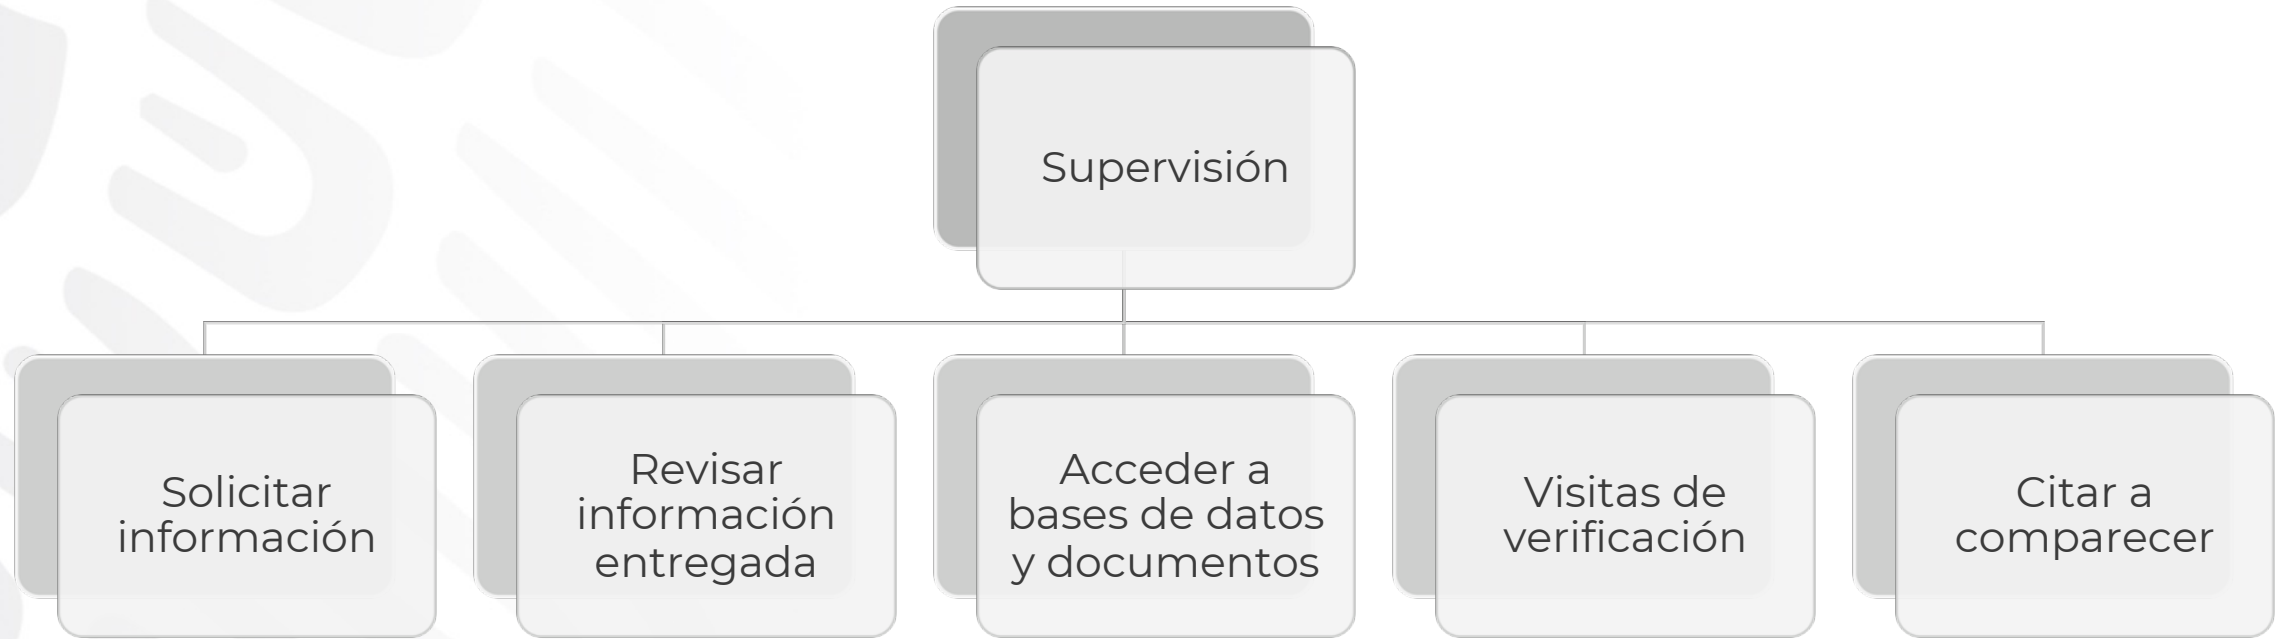 Supervisión
Solicitar
información
Revisar
información
entregada
Acceder a
bases de datos
y documentos
Visitas de
verificación
Citar a
comparecer